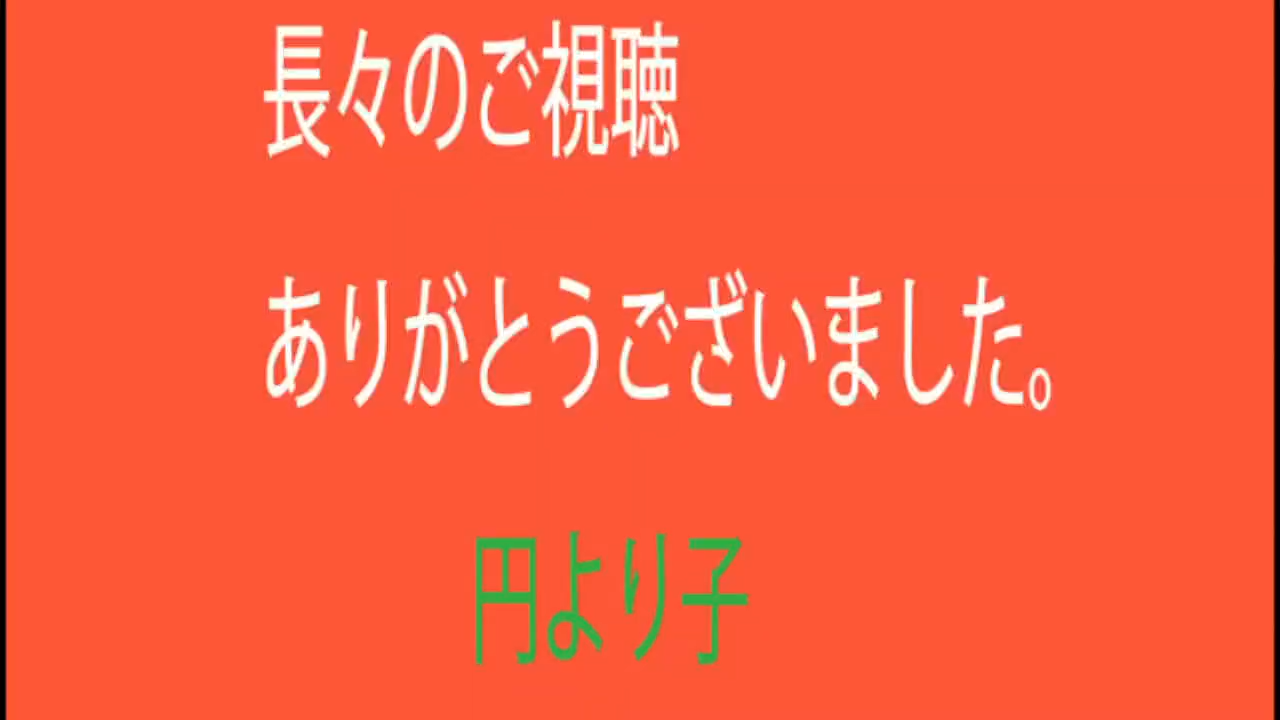 長々のご視聴
ありがとうございました。
円より子